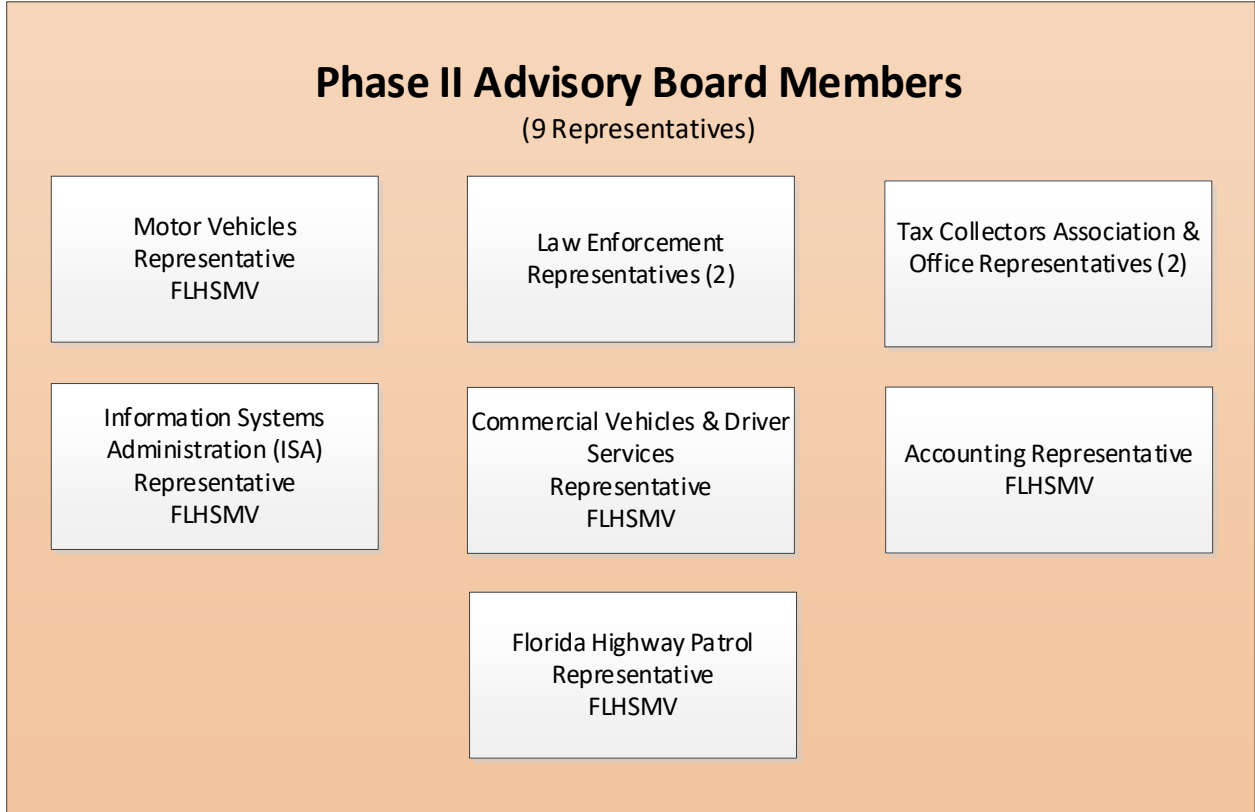 Phase II Advisory Board Members
(9 Representatives)
Motor Vehicles
Representative
FLHSMV
Law Enforcement
Representatives (2)
Tax Collectors Association &
Office Representatives (2)
Information Systems
Administration (ISA)
Representative
FLHSMV
Commercial Vehicles & Driver
Services
Representative
FLHSMV
Accounting Representative
FLHSMV
Florida Highway Patrol
Representative
FLHSMV